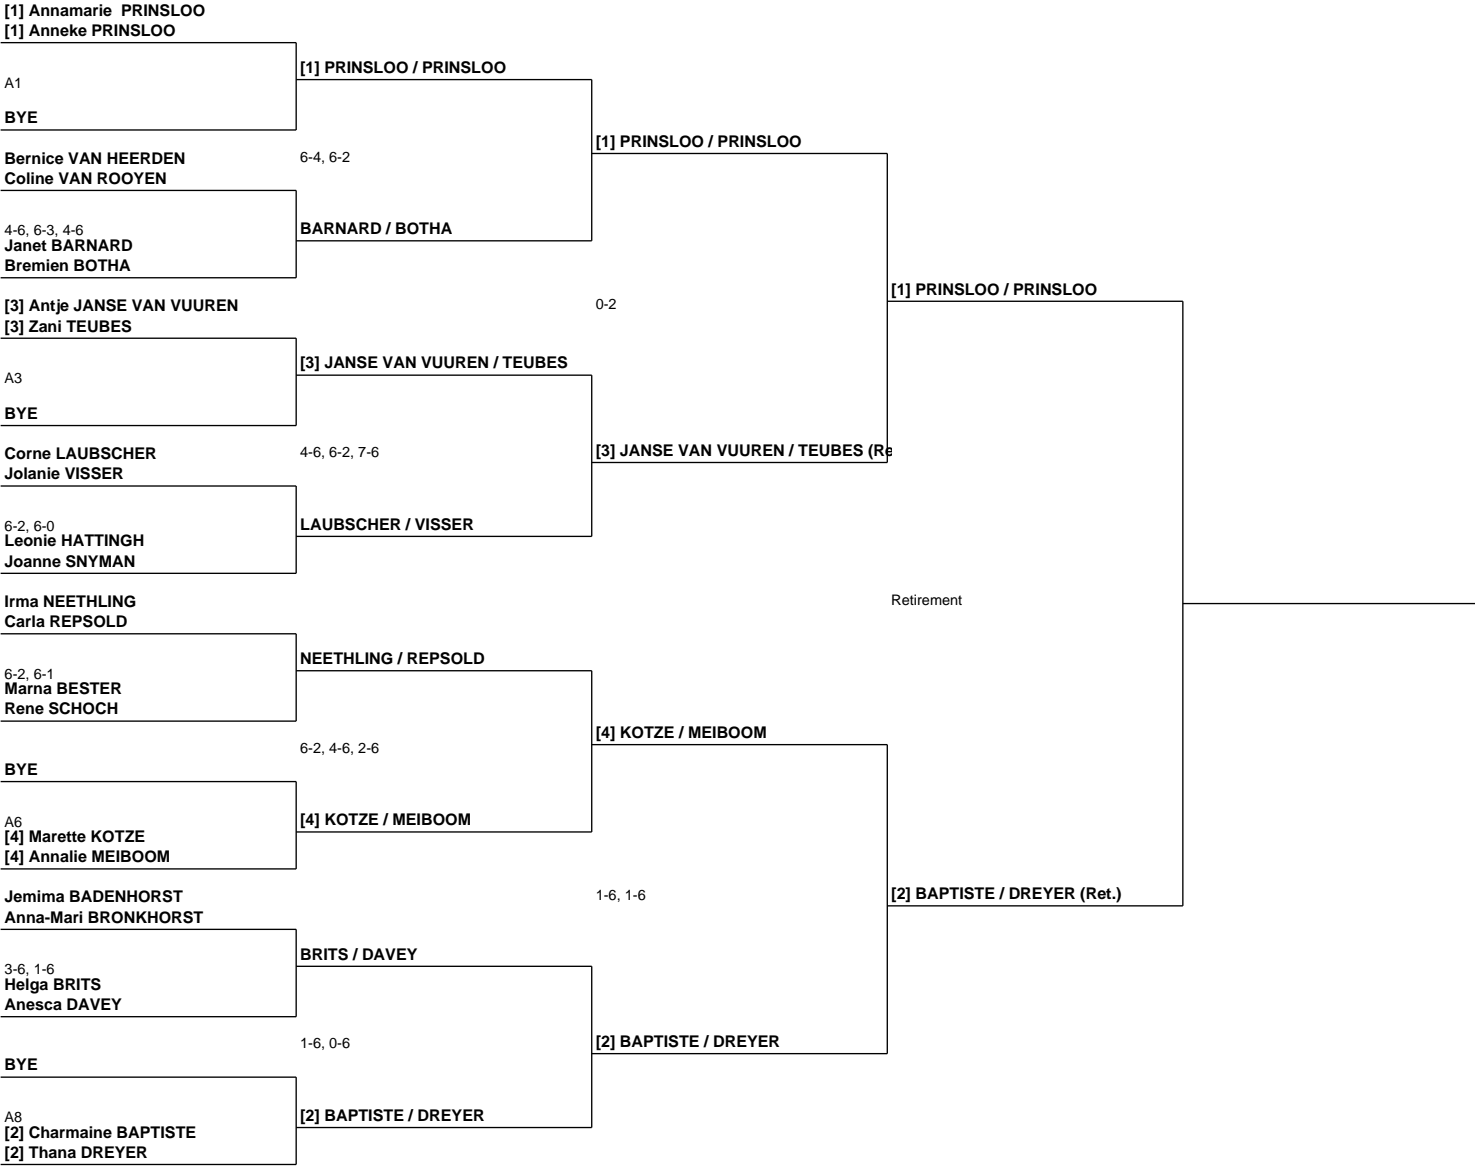 [1] Annamarie  PRINSLOO
[1] Anneke PRINSLOO
[1] PRINSLOO / PRINSLOO
A1
BYE
[1] PRINSLOO / PRINSLOO
Bernice VAN HEERDEN
6-4, 6-2
Coline VAN ROOYEN
4-6, 6-3, 4-6
BARNARD / BOTHA
Janet BARNARD
Bremien BOTHA
[1] PRINSLOO / PRINSLOO
[3] Antje JANSE VAN VUUREN
0-2
[3] Zani TEUBES
[3] JANSE VAN VUUREN / TEUBES
A3
BYE
Corne LAUBSCHER
4-6, 6-2, 7-6
[3] JANSE VAN VUUREN / TEUBES (Re
Jolanie VISSER
6-2, 6-0
LAUBSCHER / VISSER
Leonie HATTINGH
Joanne SNYMAN
Irma NEETHLING
Retirement
Carla REPSOLD
NEETHLING / REPSOLD
6-2, 6-1
Marna BESTER
Rene SCHOCH
[4] KOTZE / MEIBOOM
6-2, 4-6, 2-6
BYE
A6
[4] KOTZE / MEIBOOM
[4] Marette KOTZE
[4] Annalie MEIBOOM
Jemima BADENHORST
1-6, 1-6
[2] BAPTISTE / DREYER (Ret.)
Anna-Mari BRONKHORST
BRITS / DAVEY
3-6, 1-6
Helga BRITS
Anesca DAVEY
1-6, 0-6
[2] BAPTISTE / DREYER
BYE
A8
[2] BAPTISTE / DREYER
[2] Charmaine BAPTISTE
[2] Thana DREYER